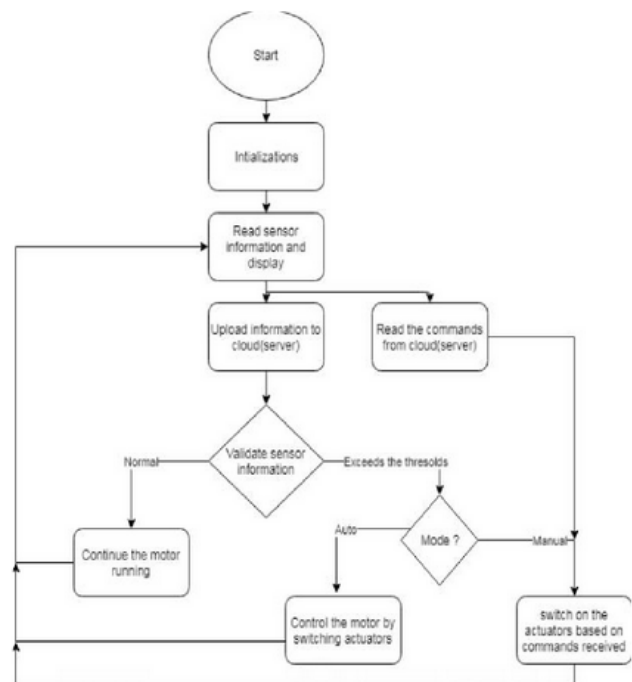 Start
Intializations
Read sensor
information and
display
Upload information to
cloud(server)
Read the commands
from cloud(server)
Validate sensor
information
Normal
Exceeds the thresolds
Auto
Mode ?
Manual
Continue the motor
running
Control the motor by
switching actuators
switch on the
actuators based on
commands received